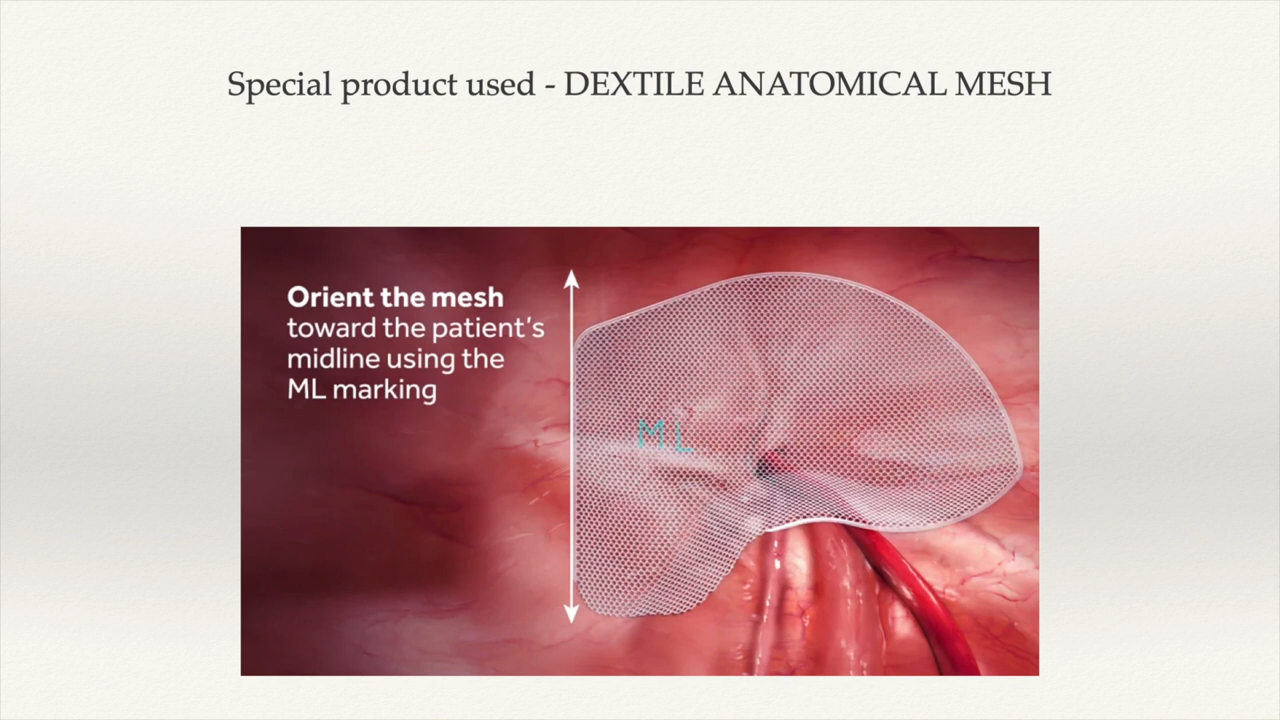 Special product used - DEXTILE ANATOMICAL MESH
Orient the mesh
toward the patient's
midline using the
ML marking
ML